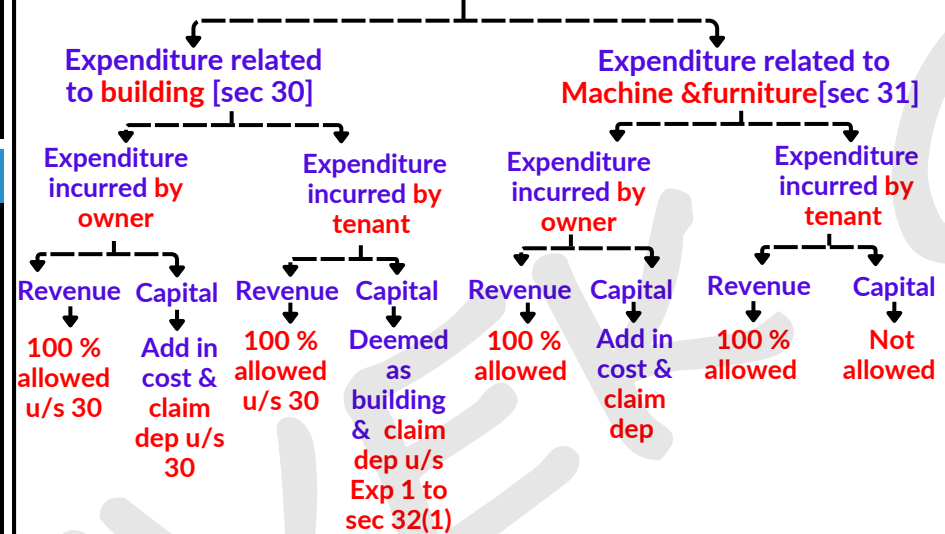 Expenditure related
to building [sec 30]
Expenditure related to
Machine &furniture[sec 31]
Expenditure
incurred by
owner
Expenditure
incurred by
tenant
Expenditure
incurred by
owner
Expenditure
incurred by
tenant
Revenue
Capital
Revenue
Capital
Revenue
Capital
Revenue
Capital
100 %
allowed
u/s 30
Add in
cost &
claim
dep u/s
30
100 %
allowed
u/s 30
Deemed
as
building
& claim
dep u/s
Exp 1 to
sec 32(1)
100 %
allowed
Add in
cost &
claim
dep
100 %
allowed
Not
allowed